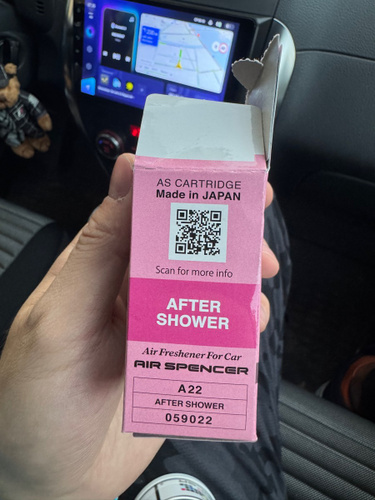 AS CARTRIDGE
Made in JAPAN
Scan for more info
AFTER
SHOWER
Air Freshener For Car
AIR SPENCER
A22
AFTER SHOWER
059022